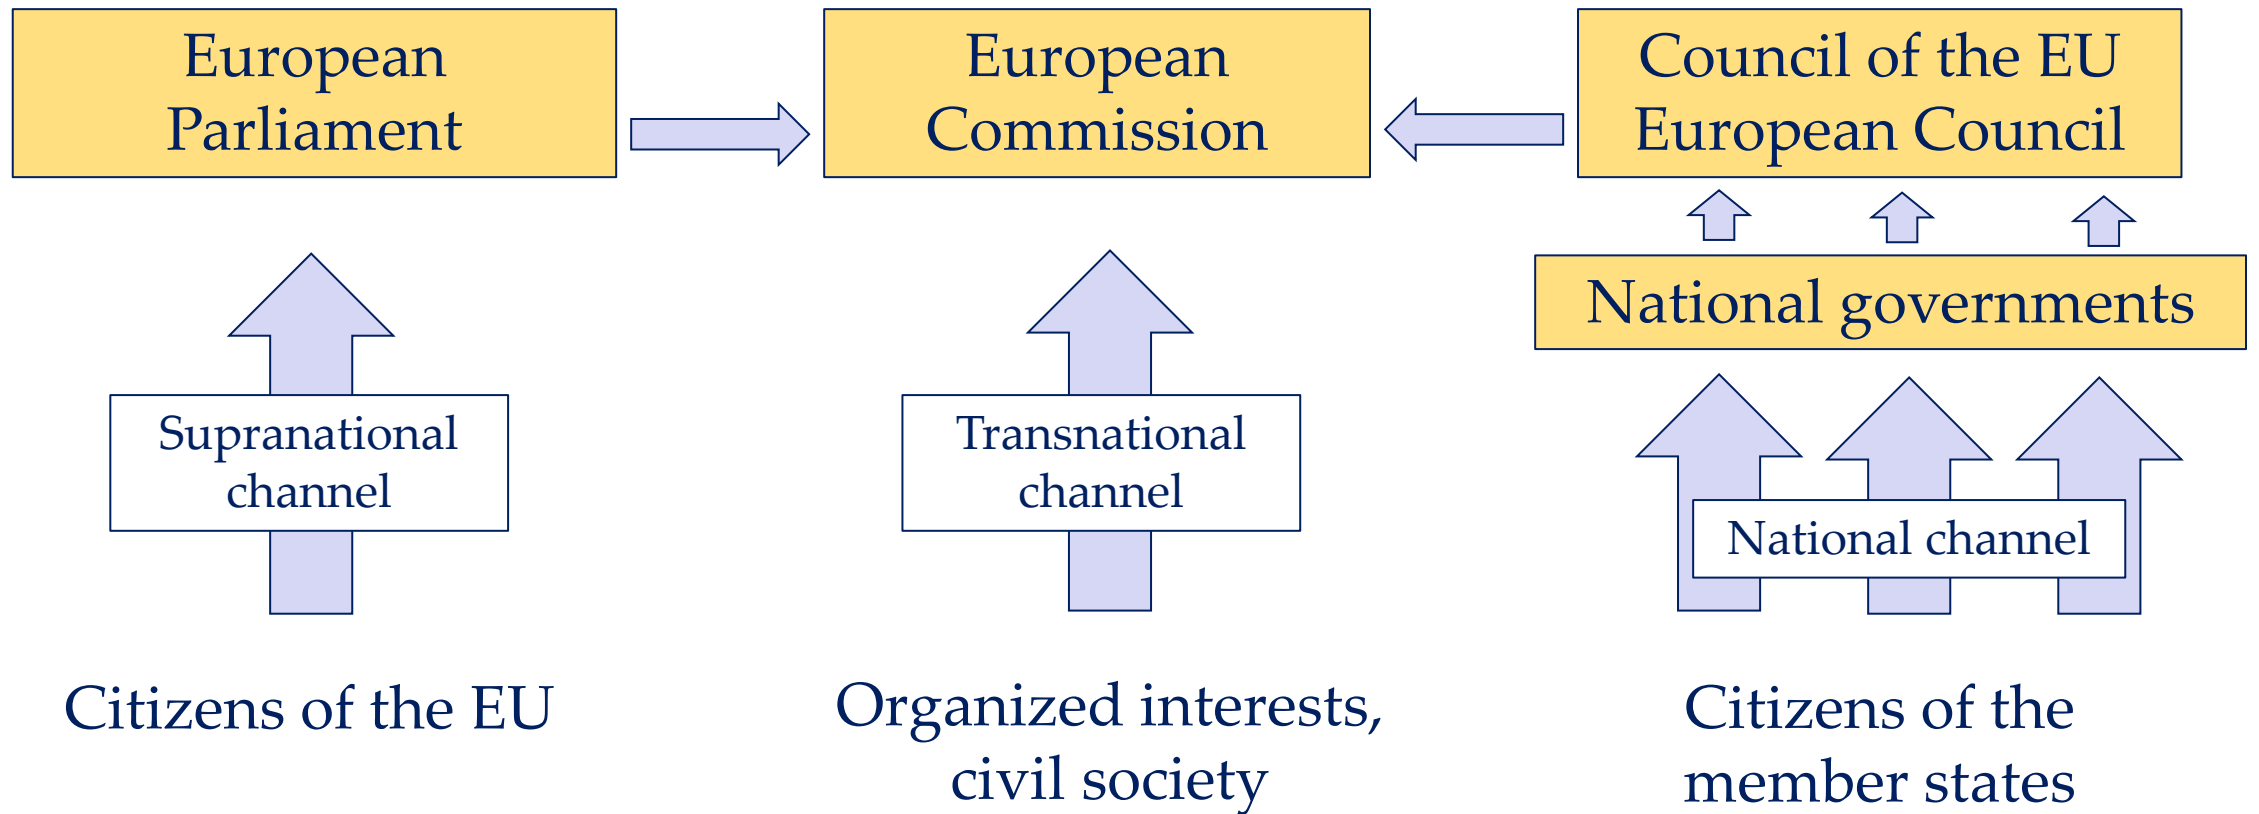 European
Parliament
European
Commission
Council of the EU
European Council
National governments
Supranational
channel
Transnational
channel
National channel
Citizens of the EU
Organized interests,
civil society
Citizens of the
member states